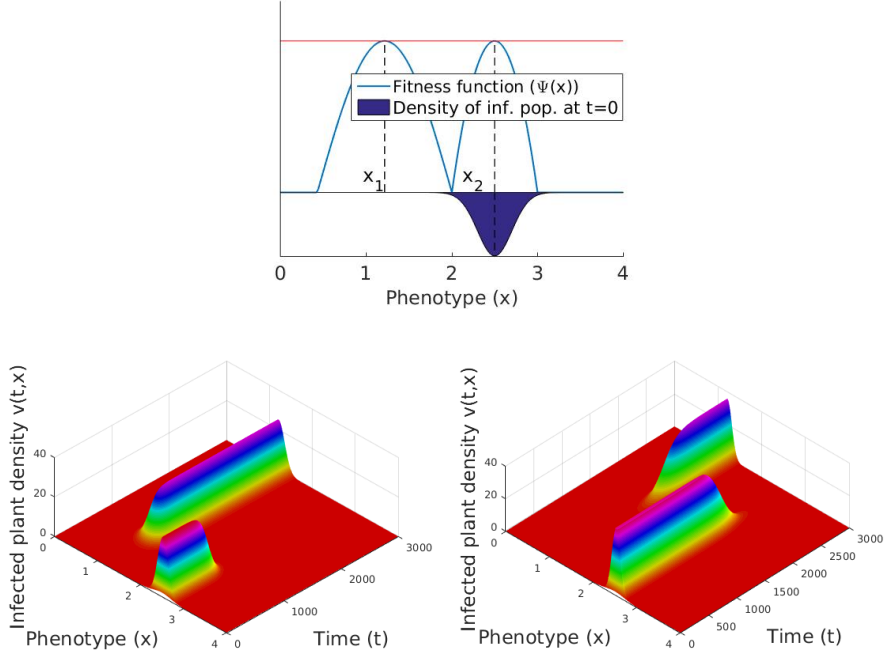 Fitness function (Ψ(x))
Density of inf. pop. at t=0
x1
x2
0 1 2 3 4
Phenotype (x)
Infected plant density v(t,x)
40
20
0
0
1
2
3
4
0
1000
2000
3000
Phenotype (x)
Time (t)
Infected plant density v(t,x)
40
20
0
0
1
2
3
4
0
500
1000
1500
2000
2500
3000
Phenotype (x)
Time (t)